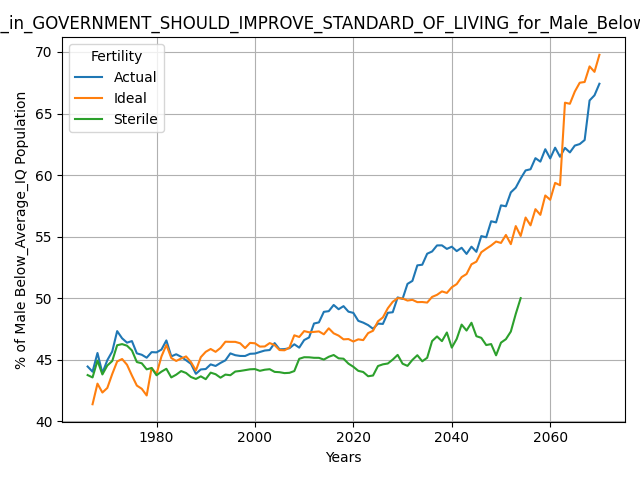 _in_GOVERNMENT_SHOULD_IMPROVE_STANDARD_OF_LIVING_for_Male_Below
Fertility
Actual
Ideal
Sterile
% of Male Below_Average_IQ Population
70
65
60
55
50
45
40
1980
2000
2020
2040
2060
Years